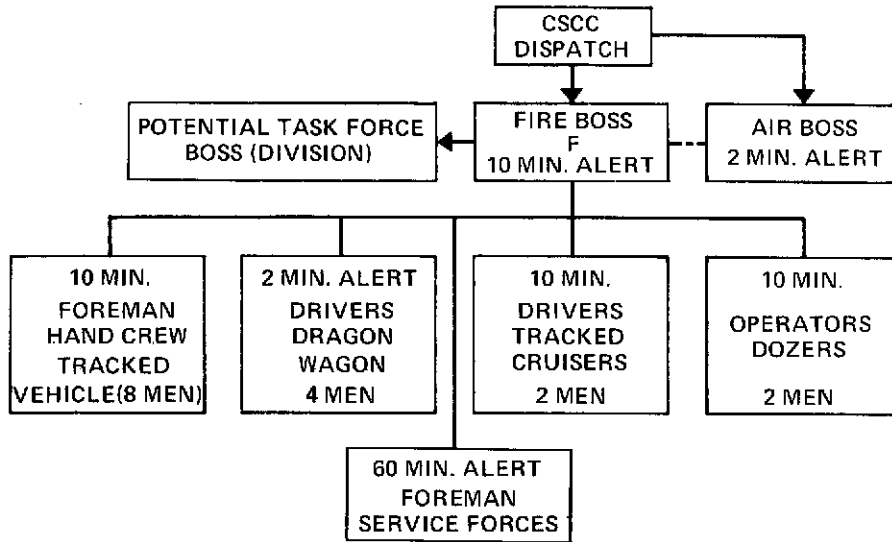 CSCC
DISPATCH
POTENTIAL TASK FORCE
BOSS (DIVISION)
FIRE BOSS
F
10 MIN. ALERT
AIR BOSS
2 MIN. ALERT
10 MIN.
FOREMAN
HAND CREW
TRACKED
VEHICLE(8 MEN)
2 MIN. ALERT
DRIVERS
DRAGON
WAGON
4 MEN
10 MIN.
DRIVERS
TRACKED
CRUISERS
2 MEN
10 MIN.
OPERATORS
DOZERS
2 MEN
60 MIN. ALERT
FOREMAN
SERVICE FORCES